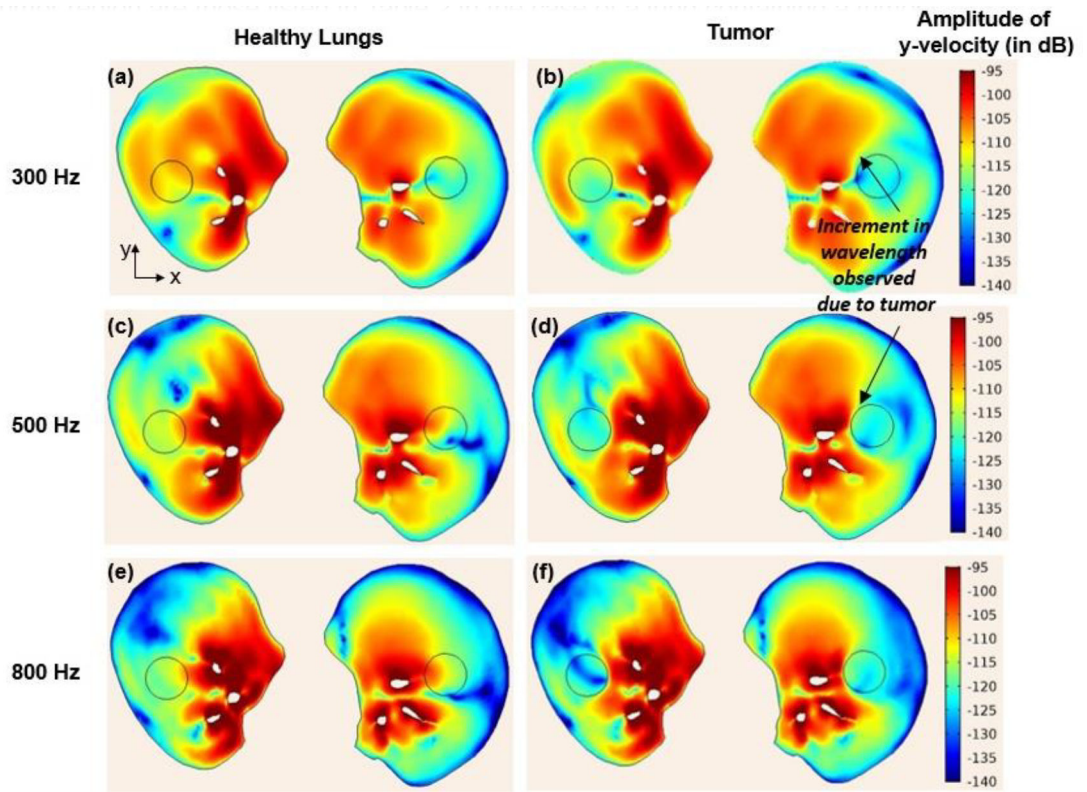 Healthy Lungs
Tumor
Amplitude of
y-velocity (in dB)
(a)
(b)
300 Hz
y
x
-95
-100
-105
-110
-115
-120
-125
-130
-135
-140
Increment in
wavelength
observed
due to tumor
(c)
(d)
500 Hz
-95
-100
-105
-110
-115
-120
-125
-130
-135
-140
(e)
(f)
800 Hz
-95
-100
-105
-110
-115
-120
-125
-130
-135
-140